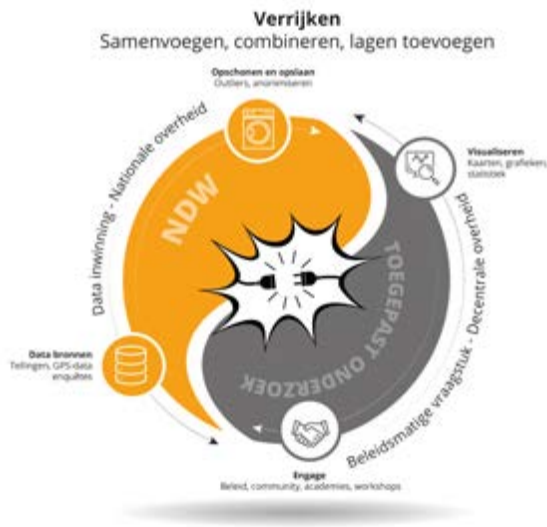 Verrijken
Samenvoegen, combineren, lagen toevoegen
Opschonen en opslaan
Outliers, anonimiseren
Data inwinning - Nationale overheid
NDW
Visualiseren
Kaarten, grafieken,
statistiek
TOEGEPAST ONDERZOEK
Beleidsmatige vraagstuk - Decentrale overheid
Data bronnen
Tellingen, GPS-data
enquêtes
Engage
Beleid, community, academies, workshops